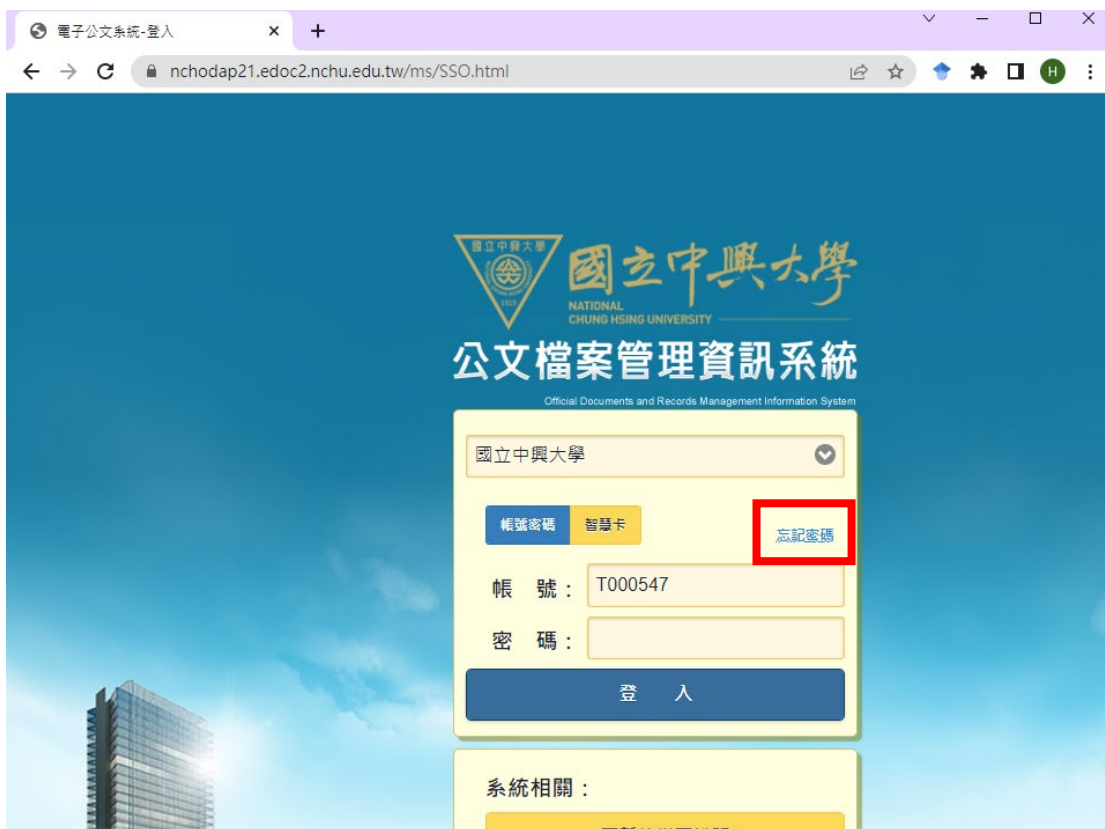 電子公文系統-登入
nchodap21.edoc2.nchu.edu.tw/ms/SSO.html
H
國立中興大學
1919
國立中興大學
NATIONAL
CHUNG HSING UNIVERSITY
公文檔案管理資訊系統
Official Documents and Records Management Information System
國立中興大學
帳號密碼 智慧卡
忘記密碼
帳 號：T000547
密 碼：
登 入
系統相關：